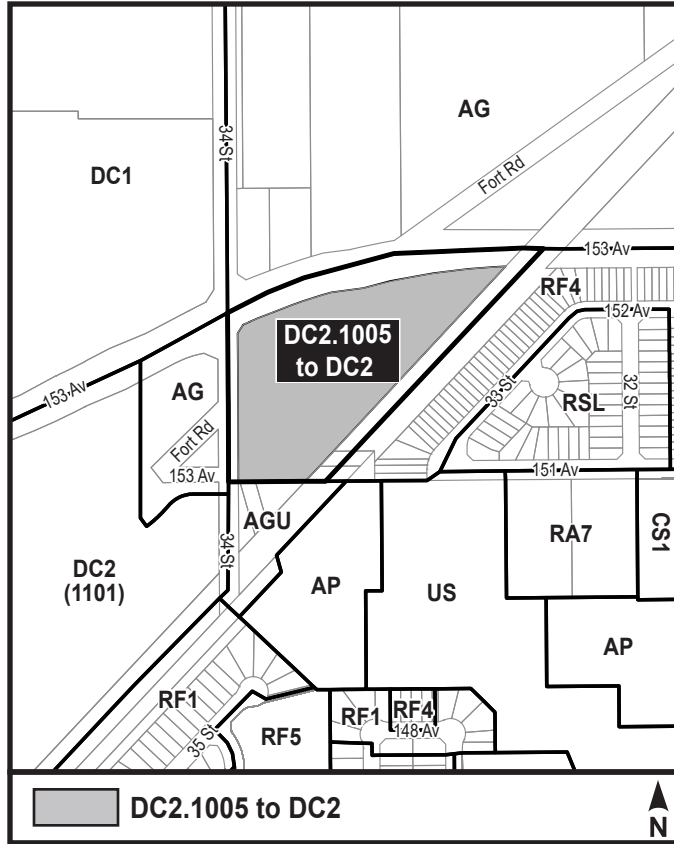 AG
DC1
34 St
Fort Rd
153 Av
RF4
152 Av
DC2.1005
to DC2
153 Av
AG
33 St
RSL
32 St
Fort Rd
153 Av
151 Av
AGU
34 St
RA7
CS1
DC2
(1101)
AP
US
AP
RF1
RF1
RF4
148 Av
35 St
RF5
DC2.1005 to DC2
N